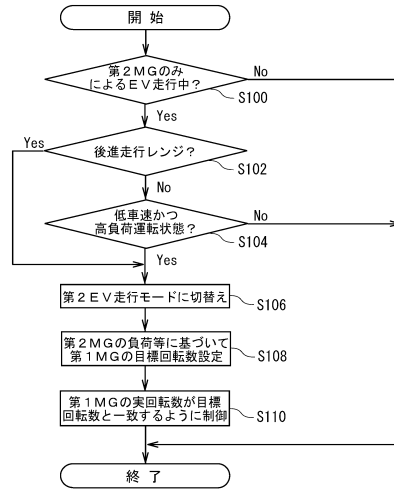 開 始
第２ＭＧのみ
によるＥＶ走行中？
No
S100
Yes
後進走行レンジ？
Yes
S102
No
低車速かつ
高負荷運転状態？
No
S104
Yes
第２ＥＶ走行モードに切替え
S106
第２ＭＧの負荷等に基づいて
第１ＭＧの目標回転数設定
S108
第１ＭＧの実回転数が目標
回転数と一致するように制御
S110
終 了